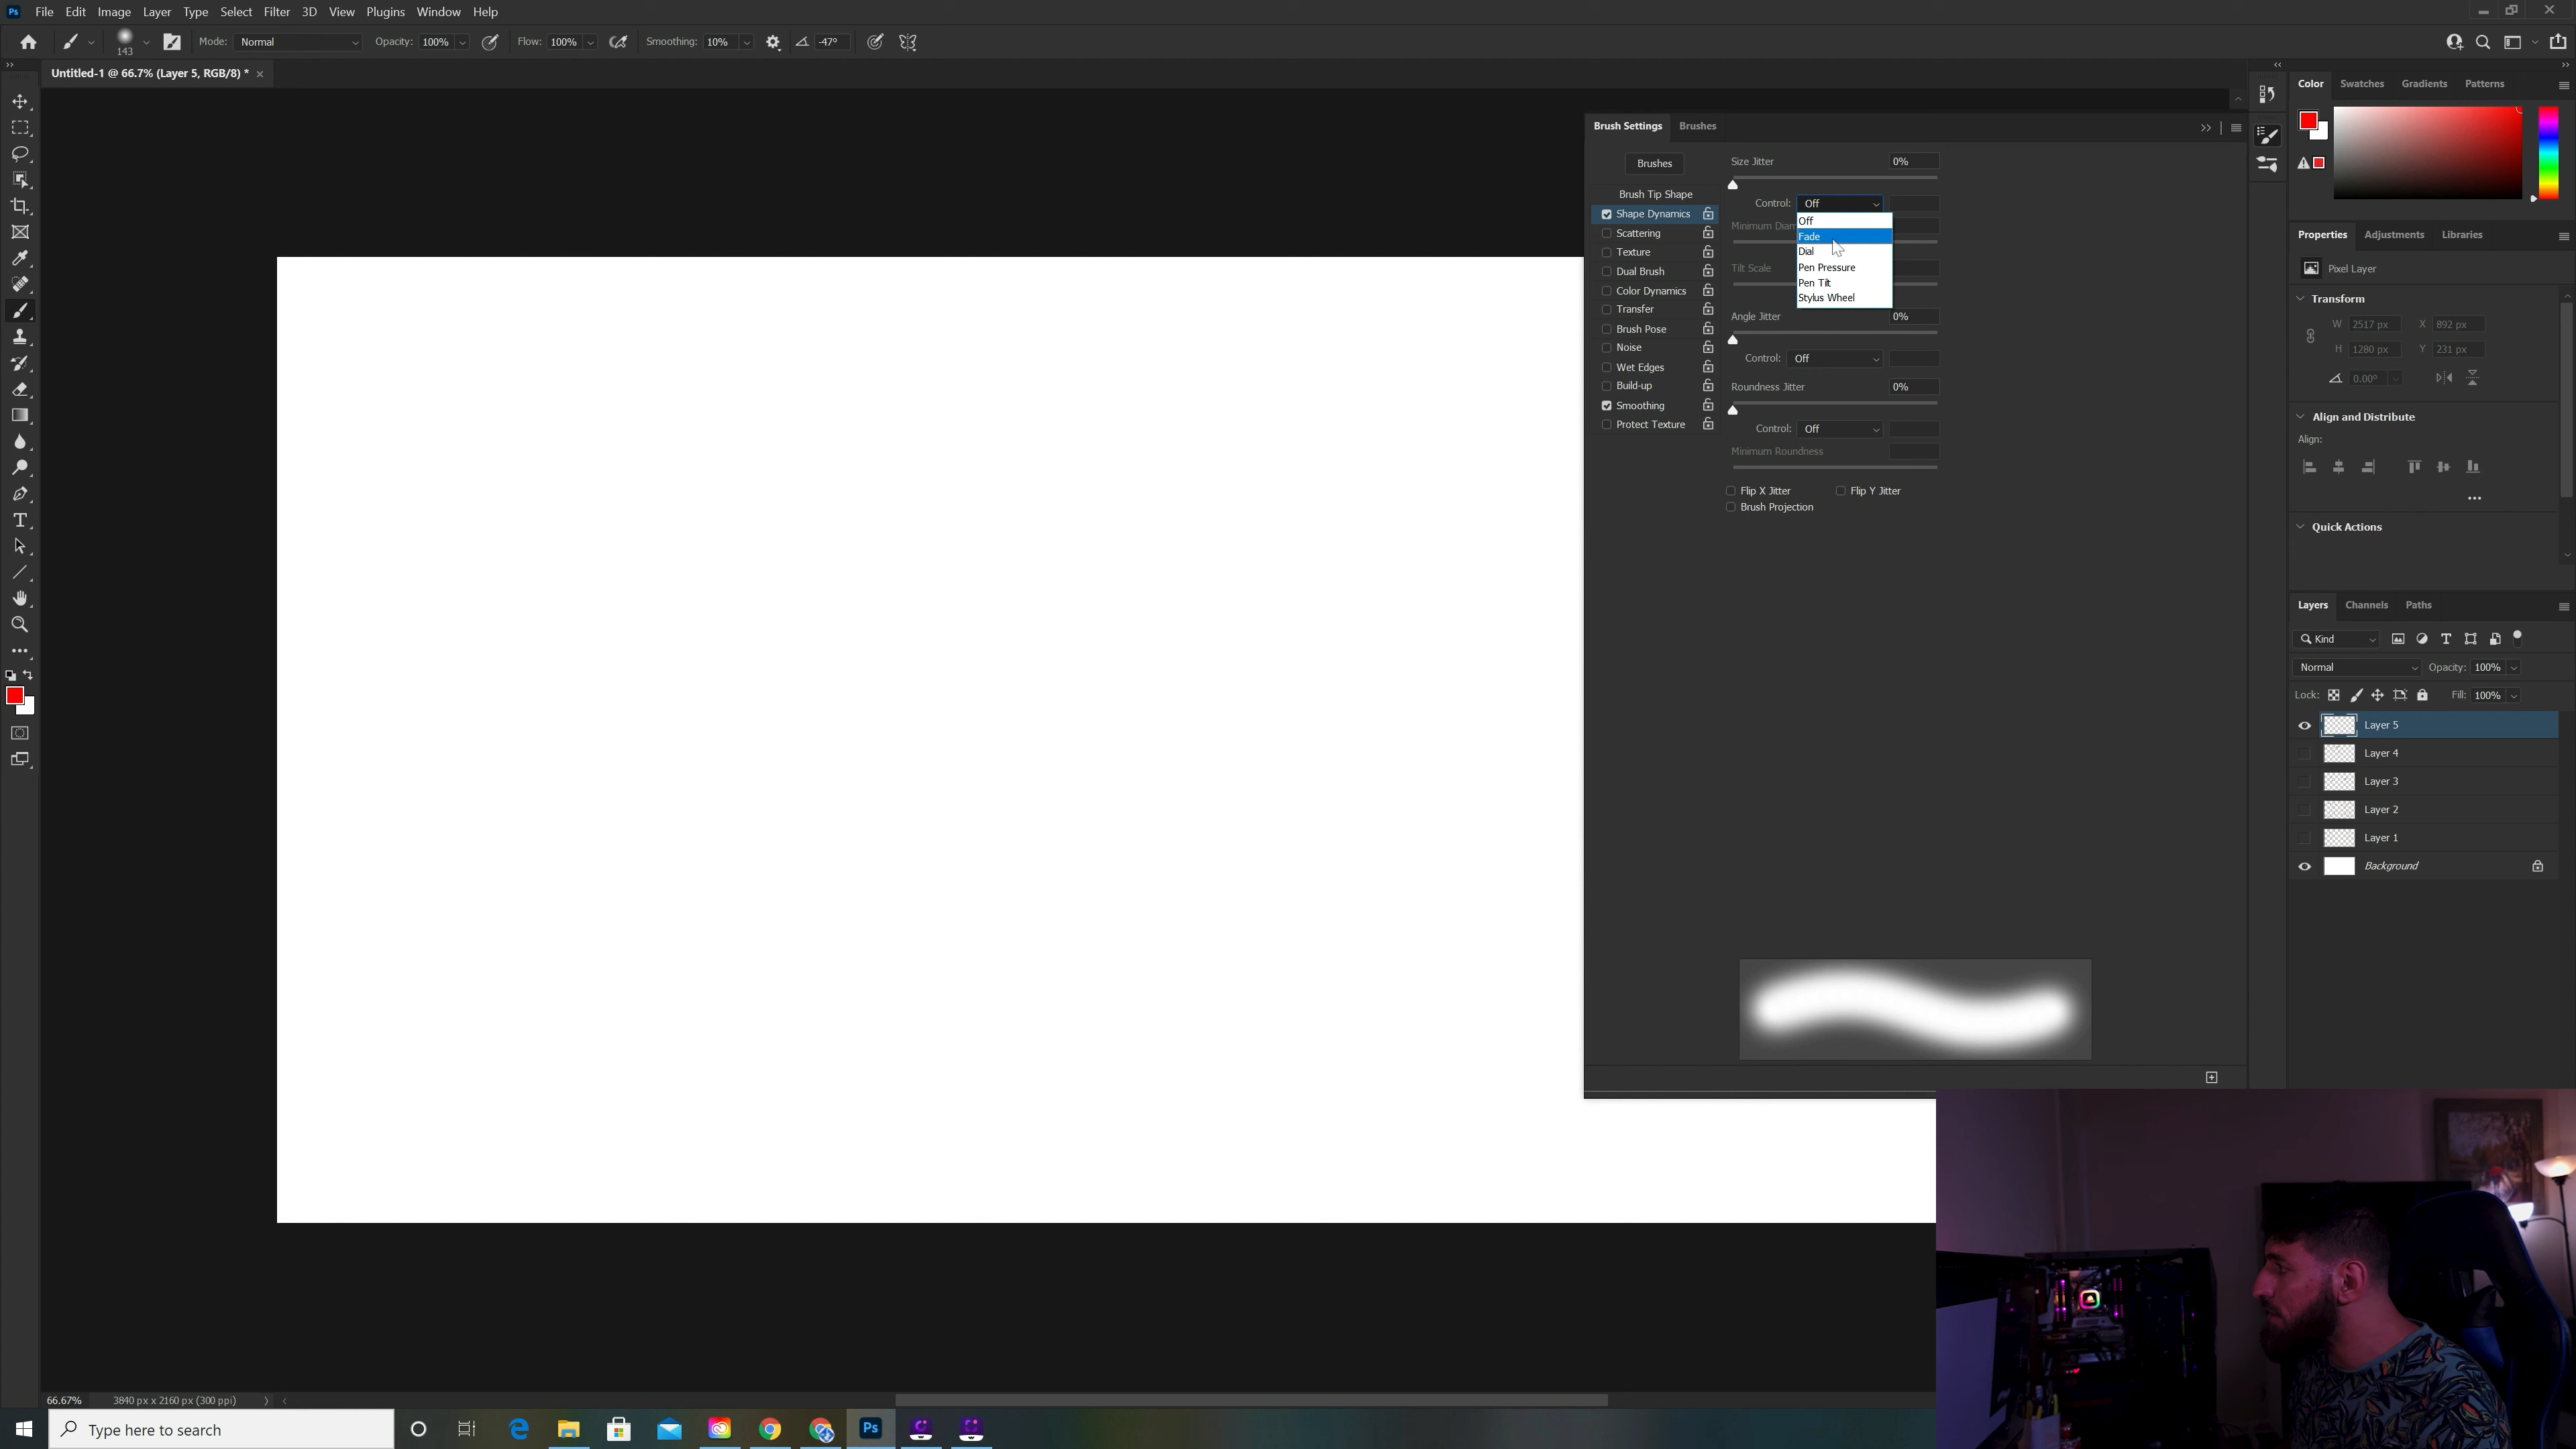 Ps File Edit Image Layer Type Select Filter 3D View Plugins Window Help
143 Mode: Normal Opacity: 100% Flow: 100% Smoothing: 10% -47°
Untitled-1 @ 66.7% (Layer 5, RGB/8) * ×
Brush Settings Brushes
Brushes
Brush Tip Shape
Shape Dynamics
Scattering
Texture
Dual Brush
Color Dynamics
Transfer
Brush Pose
Noise
Wet Edges
Build-up
Smoothing
Protect Texture
Size Jitter 0%
Control: Off
Off
Fade
Dial
Pen Pressure
Pen Tilt
Stylus Wheel
Tilt Scale
Angle Jitter 0%
Control: Off
Roundness Jitter 0%
Control: Off
Minimum Roundness
Flip X Jitter Flip Y Jitter
Brush Projection
Color Swatches Gradients Patterns
Properties Adjustments Libraries
Pixel Layer
Transform
W 2517 px X 892 px
H 1280 px Y 231 px
0.00°
Align and Distribute
Align:
Quick Actions
Layers Channels Paths
Kind
Normal Opacity: 100%
Lock: Fill: 100%
Layer 5
Layer 4
Layer 3
Layer 2
Layer 1
Background
66.67% 3840 px x 2160 px (300 ppi)
Type here to search
Ps